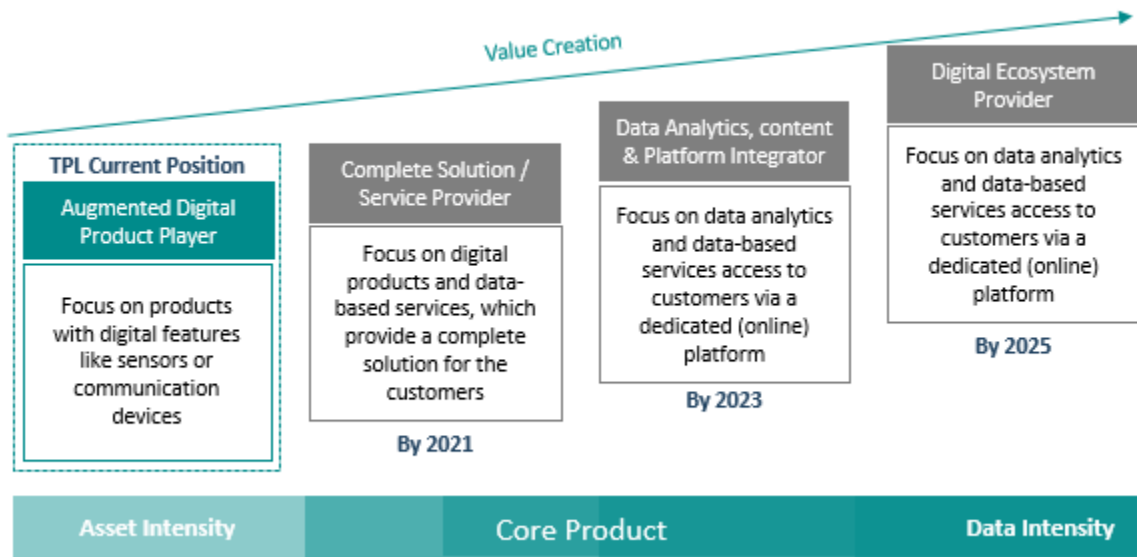 Value Creation
TPL Current Position
Augmented Digital
Product Player
Focus on products
with digital features
like sensors or
communication
devices
Complete Solution /
Service Provider
Focus on digital
products and data-
based services, which
provide a complete
solution for the
customers
By 2021
Data Analytics, content
& Platform Integrator
Focus on data analytics
and data-based
services access to
customers via a
dedicated (online)
platform
By 2023
Digital Ecosystem
Provider
Focus on data analytics
and data-based
services access to
customers via a
dedicated (online)
platform
By 2025
Asset Intensity
Core Product
Data Intensity